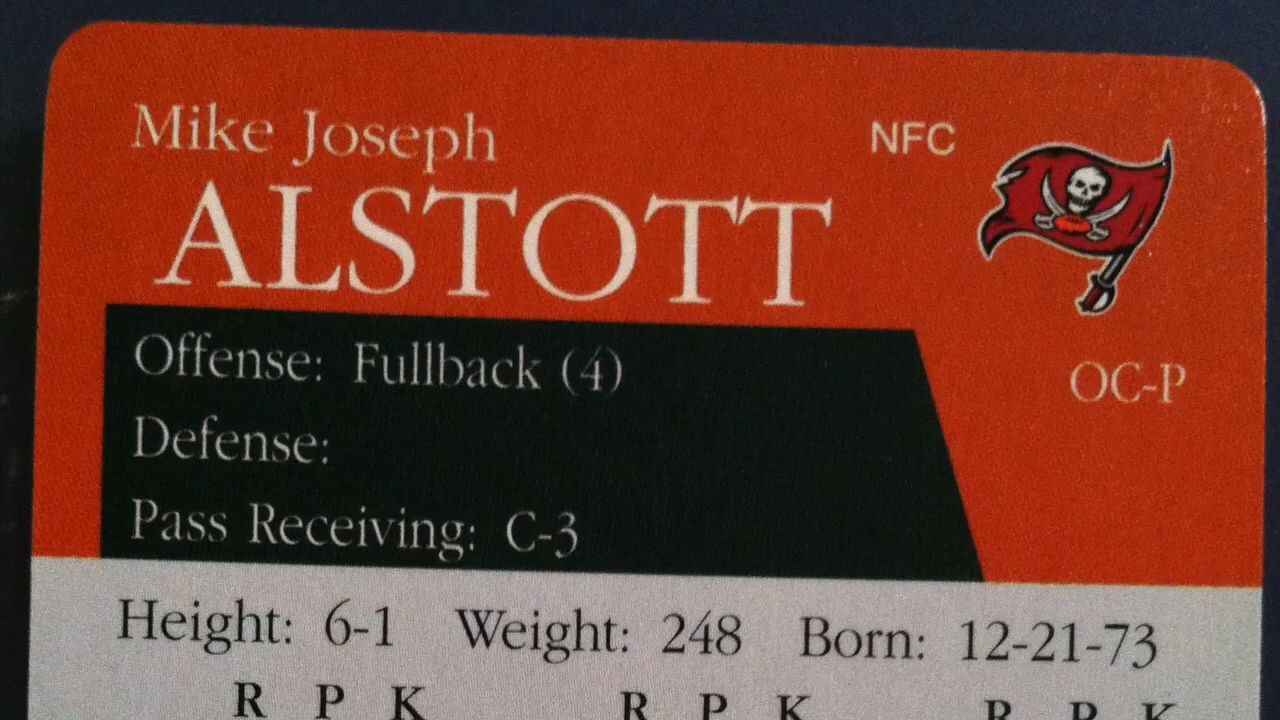 Mike Joseph
NFC
ALSTOTT
Offense: Fullback (4)
OC-P
Defense:
Pass Receiving: C-3
Height: 6-1 Weight: 248 Born: 12-21-73
R P K R P K R P K